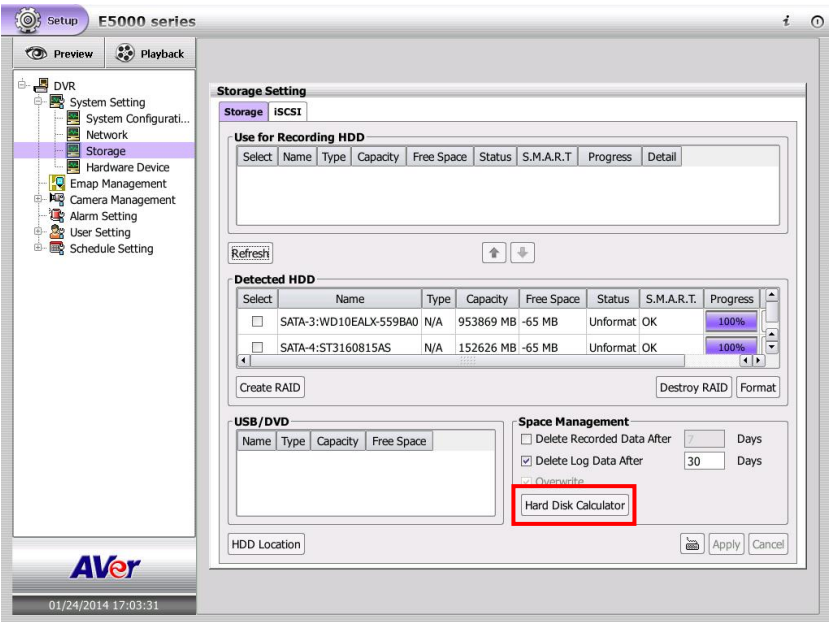 Setup E5000 series i
Preview Playback
DVR
System Setting
System Configurati...
Network
Storage
Hardware Device
Emap Management
Camera Management
Alarm Setting
User Setting
Schedule Setting
AVer
01/24/2014 17:03:31
Storage Setting
Storage iSCSI
Use for Recording HDD
Select Name Type Capacity Free Space Status S.M.A.R.T Progress Detail
Refresh
Detected HDD
Select Name Type Capacity Free Space Status S.M.A.R.T. Progress
SATA-3:WD10EALX-559BA0 N/A 953869 MB -65 MB Unformat OK 100%
SATA-4:ST3160815AS N/A 152626 MB -65 MB Unformat OK 100%
Create RAID Destroy RAID Format
USB/DVD
Name Type Capacity Free Space
Space Management
Delete Recorded Data After 7 Days
Delete Log Data After 30 Days
Overwrite
Hard Disk Calculator
HDD Location Apply Cancel